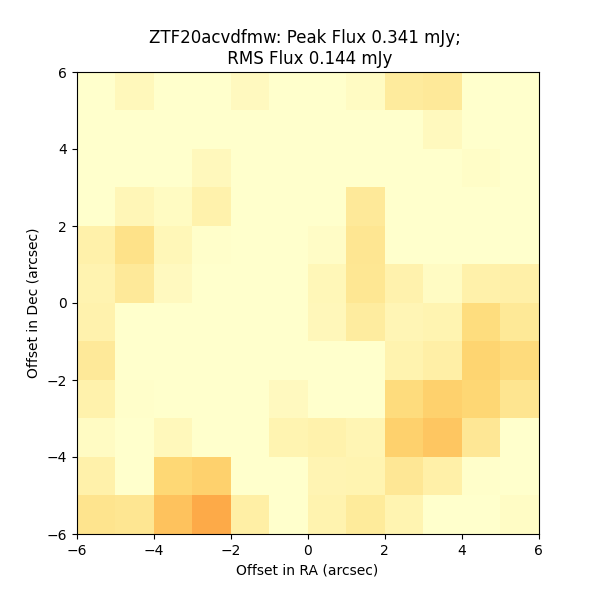 ZTF20acvdfmw: Peak Flux 0.341 mJy;
RMS Flux 0.144 mJy
6
4
2
0
−2
−4
−6
Offset in Dec (arcsec)
−6 −4 −2 0 2 4 6
Offset in RA (arcsec)